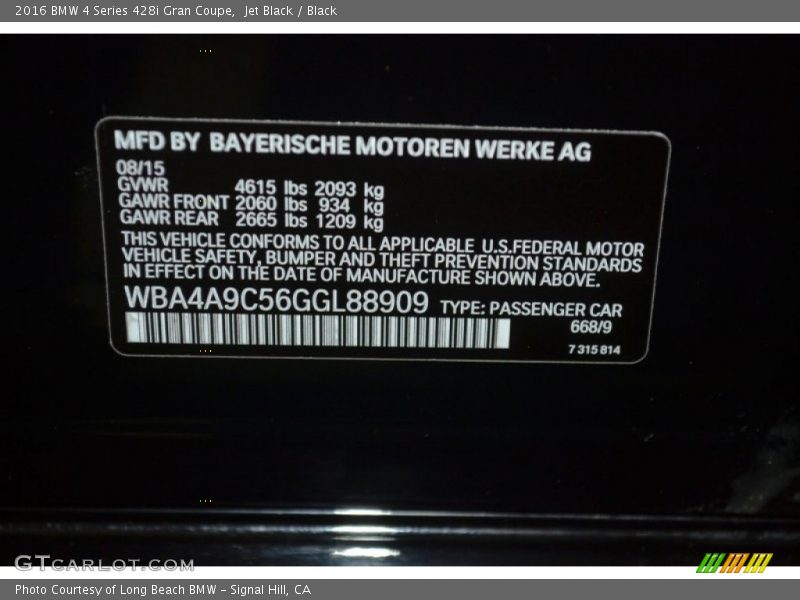 2016 BMW 4 Series 428i Gran Coupe,  Jet Black / Black
MFD BY BAYERISCHE MOTOREN WERKE AG
08/15
GVWR 4615 lbs 2093 kg
GAWR FRONT 2060 lbs 934 kg
GAWR REAR 2665 lbs 1209 kg
THIS VEHICLE CONFORMS TO ALL APPLICABLE U.S.FEDERAL MOTOR
VEHICLE SAFETY, BUMPER AND THEFT PREVENTION STANDARDS
IN EFFECT ON THE DATE OF MANUFACTURE SHOWN ABOVE.
WBA4A9C56GGL88909 TYPE: PASSENGER CAR
668/9
7 315 814
GTCARLOT.COM
Photo Courtesy of Long Beach BMW - Signal Hill, CA